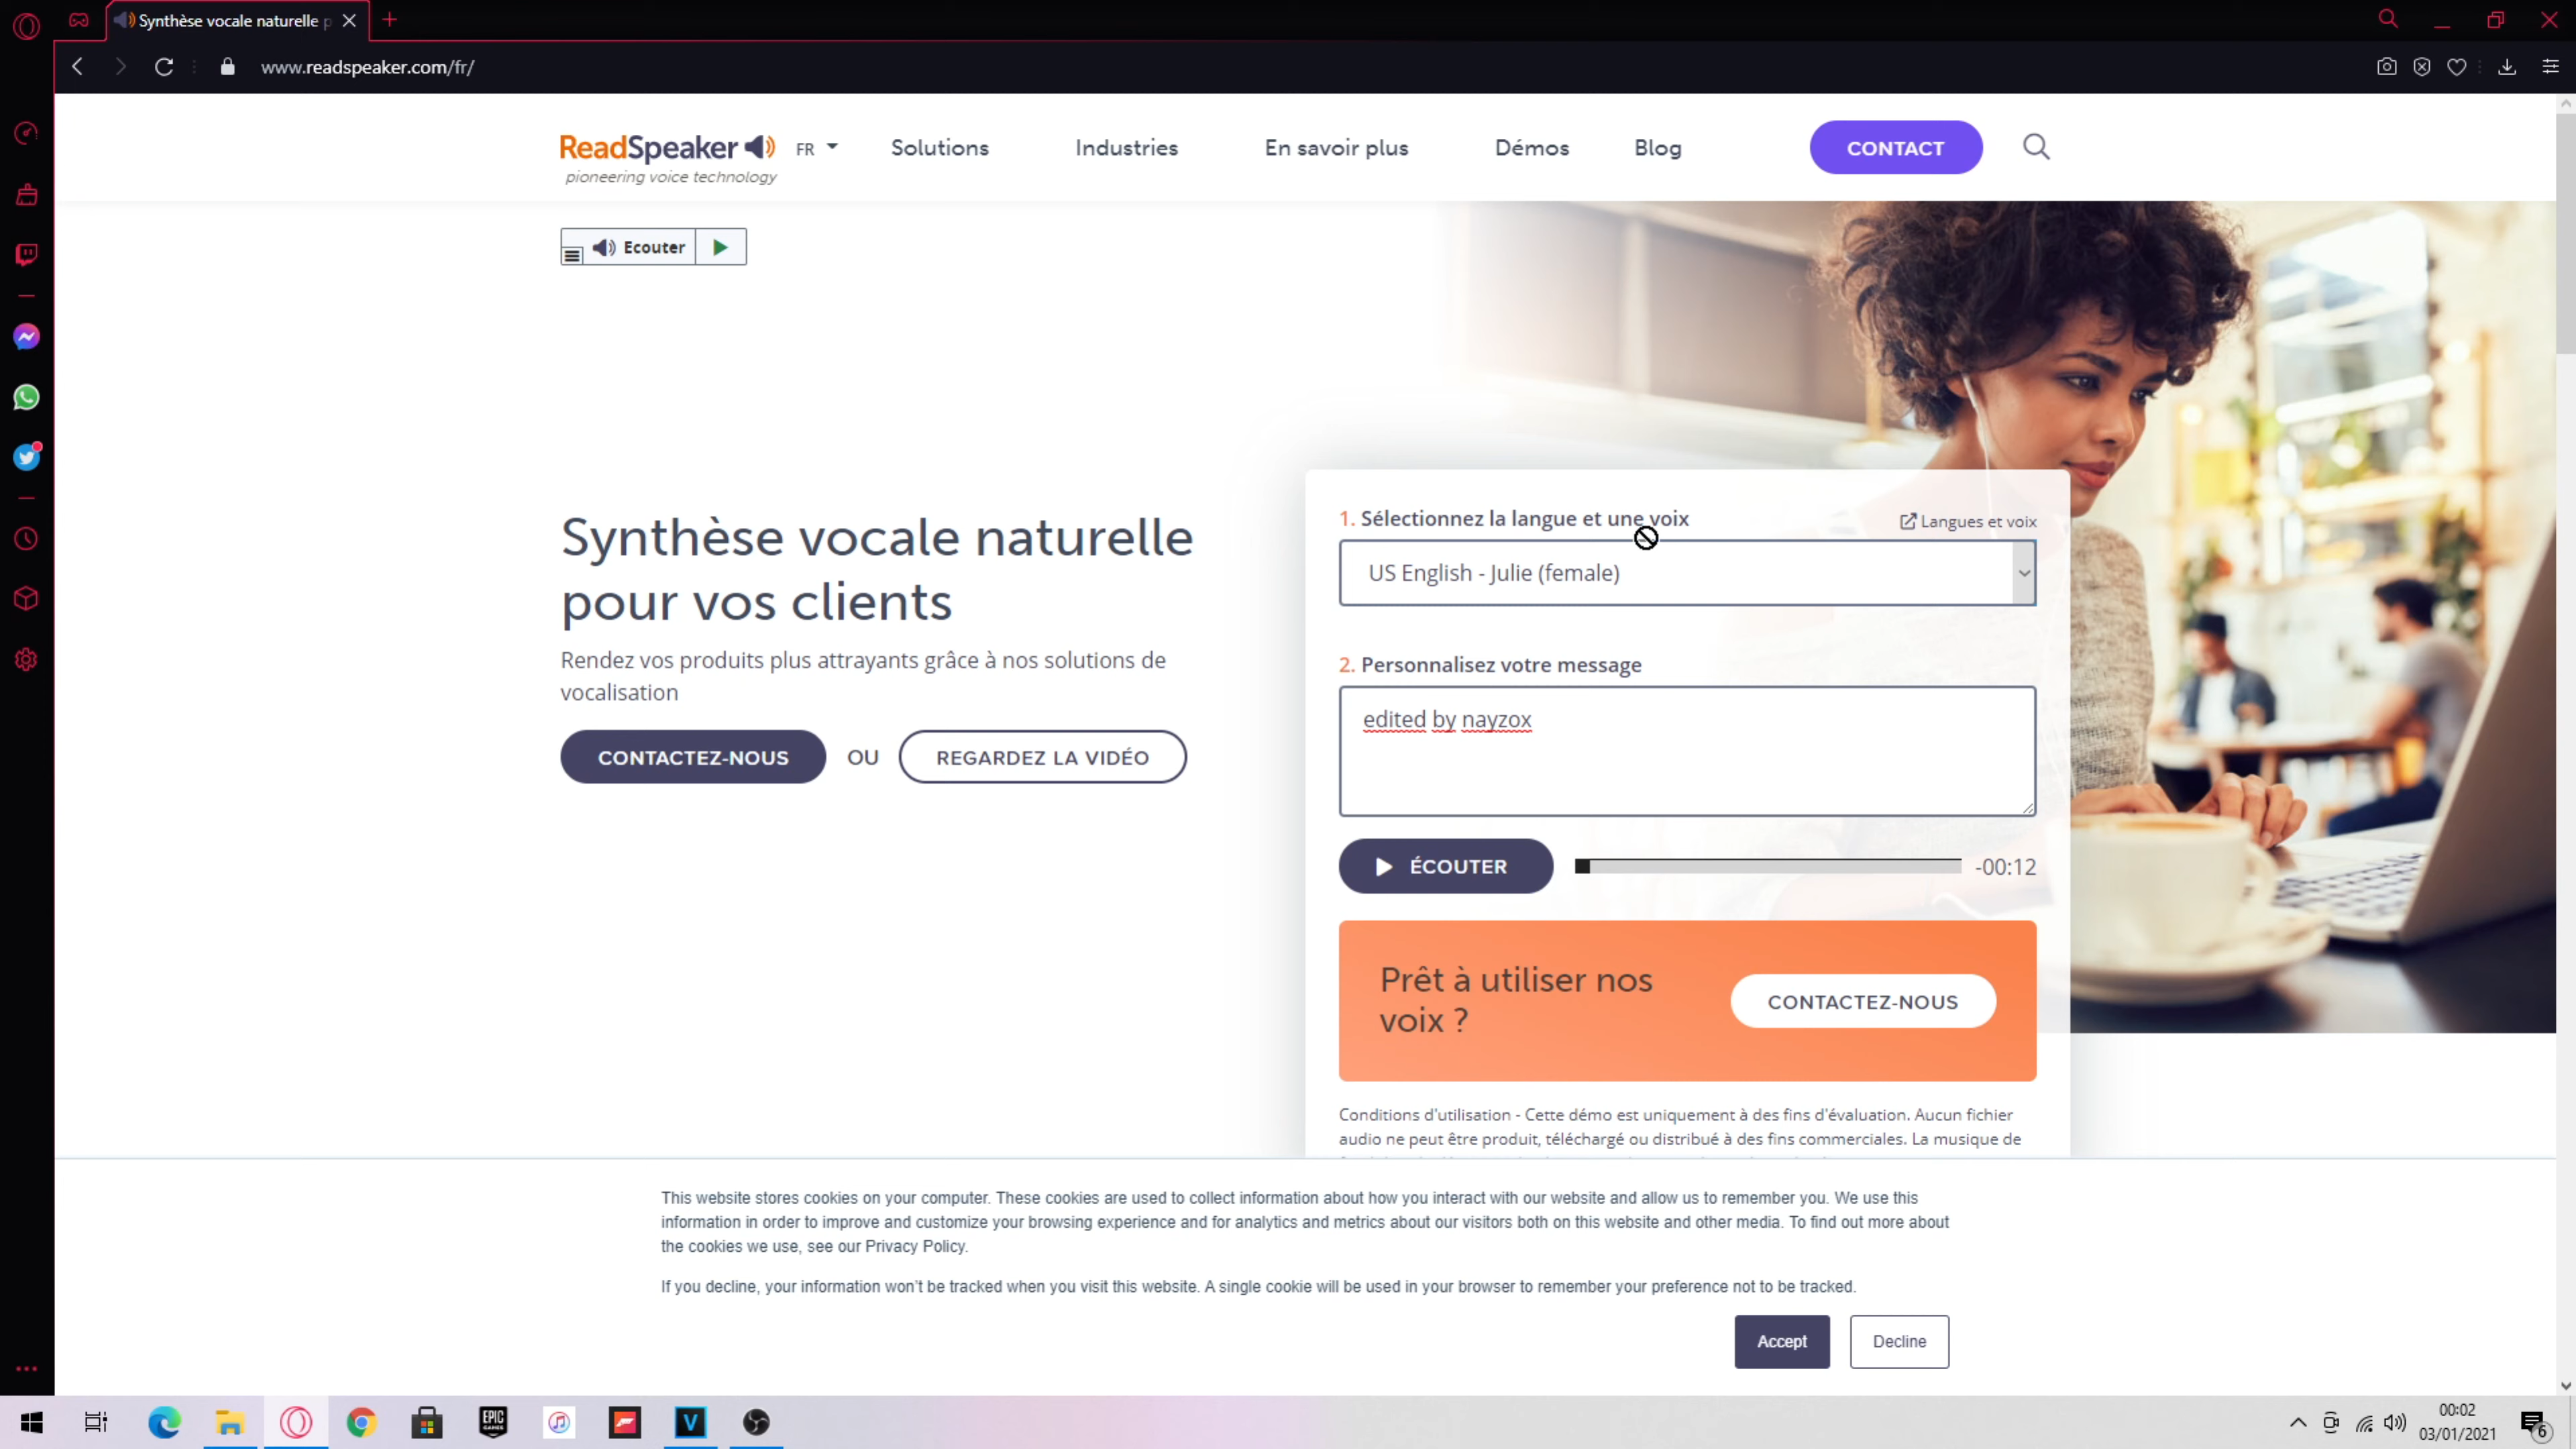 Synthèse vocale naturelle p
www.readspeaker.com/fr/
ReadSpeaker
pioneering voice technology
FR
Solutions
Industries
En savoir plus
Démos
Blog
CONTACT
Ecouter
Synthèse vocale naturelle
pour vos clients
Rendez vos produits plus attrayants grâce à nos solutions de
vocalisation
CONTACTEZ-NOUS
OU
REGARDEZ LA VIDÉO
1. Sélectionnez la langue et une voix
Langues et voix
US English - Julie (female)
2. Personnalisez votre message
edited by nayzox
ÉCOUTER
-00:12
Prêt à utiliser nos
voix ?
CONTACTEZ-NOUS
Conditions d'utilisation - Cette démo est uniquement à des fins d'évaluation. Aucun fichier
audio ne peut être produit, téléchargé ou distribué à des fins commerciales. La musique de
This website stores cookies on your computer. These cookies are used to collect information about how you interact with our website and allow us to remember you. We use this
information in order to improve and customize your browsing experience and for analytics and metrics about our visitors both on this website and other media. To find out more about
the cookies we use, see our Privacy Policy.
If you decline, your information won't be tracked when you visit this website. A single cookie will be used in your browser to remember your preference not to be tracked.
Accept
Decline
EPIC
GAMES
V
00:02
03/01/2021
6